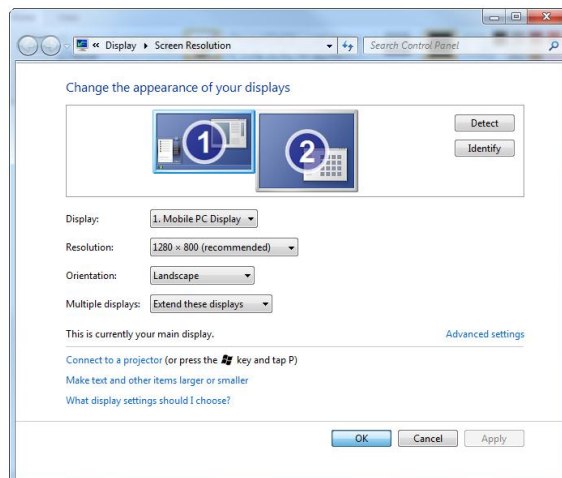 « Display ▸ Screen Resolution
Search Control Panel
Change the appearance of your displays
1
2
Detect
Identify
Display: 1. Mobile PC Display
Resolution: 1280 × 800 (recommended)
Orientation: Landscape
Multiple displays: Extend these displays
This is currently your main display.
Advanced settings
Connect to a projector (or press the key and tap P)
Make text and other items larger or smaller
What display settings should I choose?
OK Cancel Apply